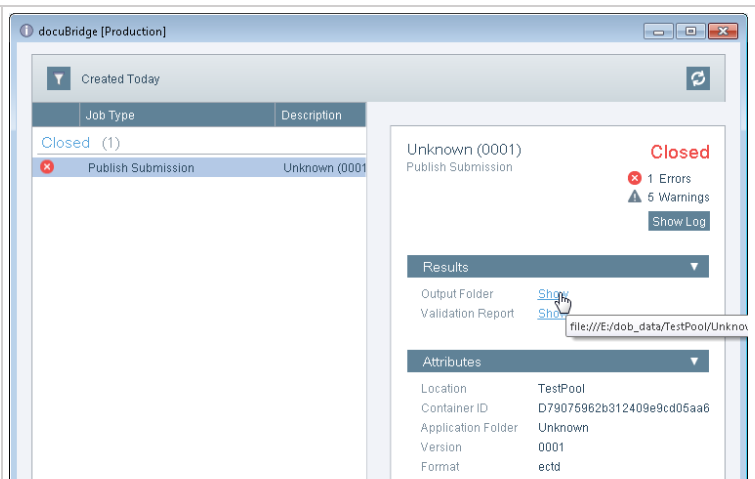 docuBridge [Production]
Created Today
Job Type Description
Closed (1)
Publish Submission Unknown (0001
Unknown (0001)
Closed
Publish Submission
1 Errors
5 Warnings
Show Log
Results
Output Folder Show
Validation Report Show
file:///E:/dob_data/TestPool/Unknov
Attributes
Location TestPool
Container ID D79075962b312409e9cd05aa6
Application Folder Unknown
Version 0001
Format ectd